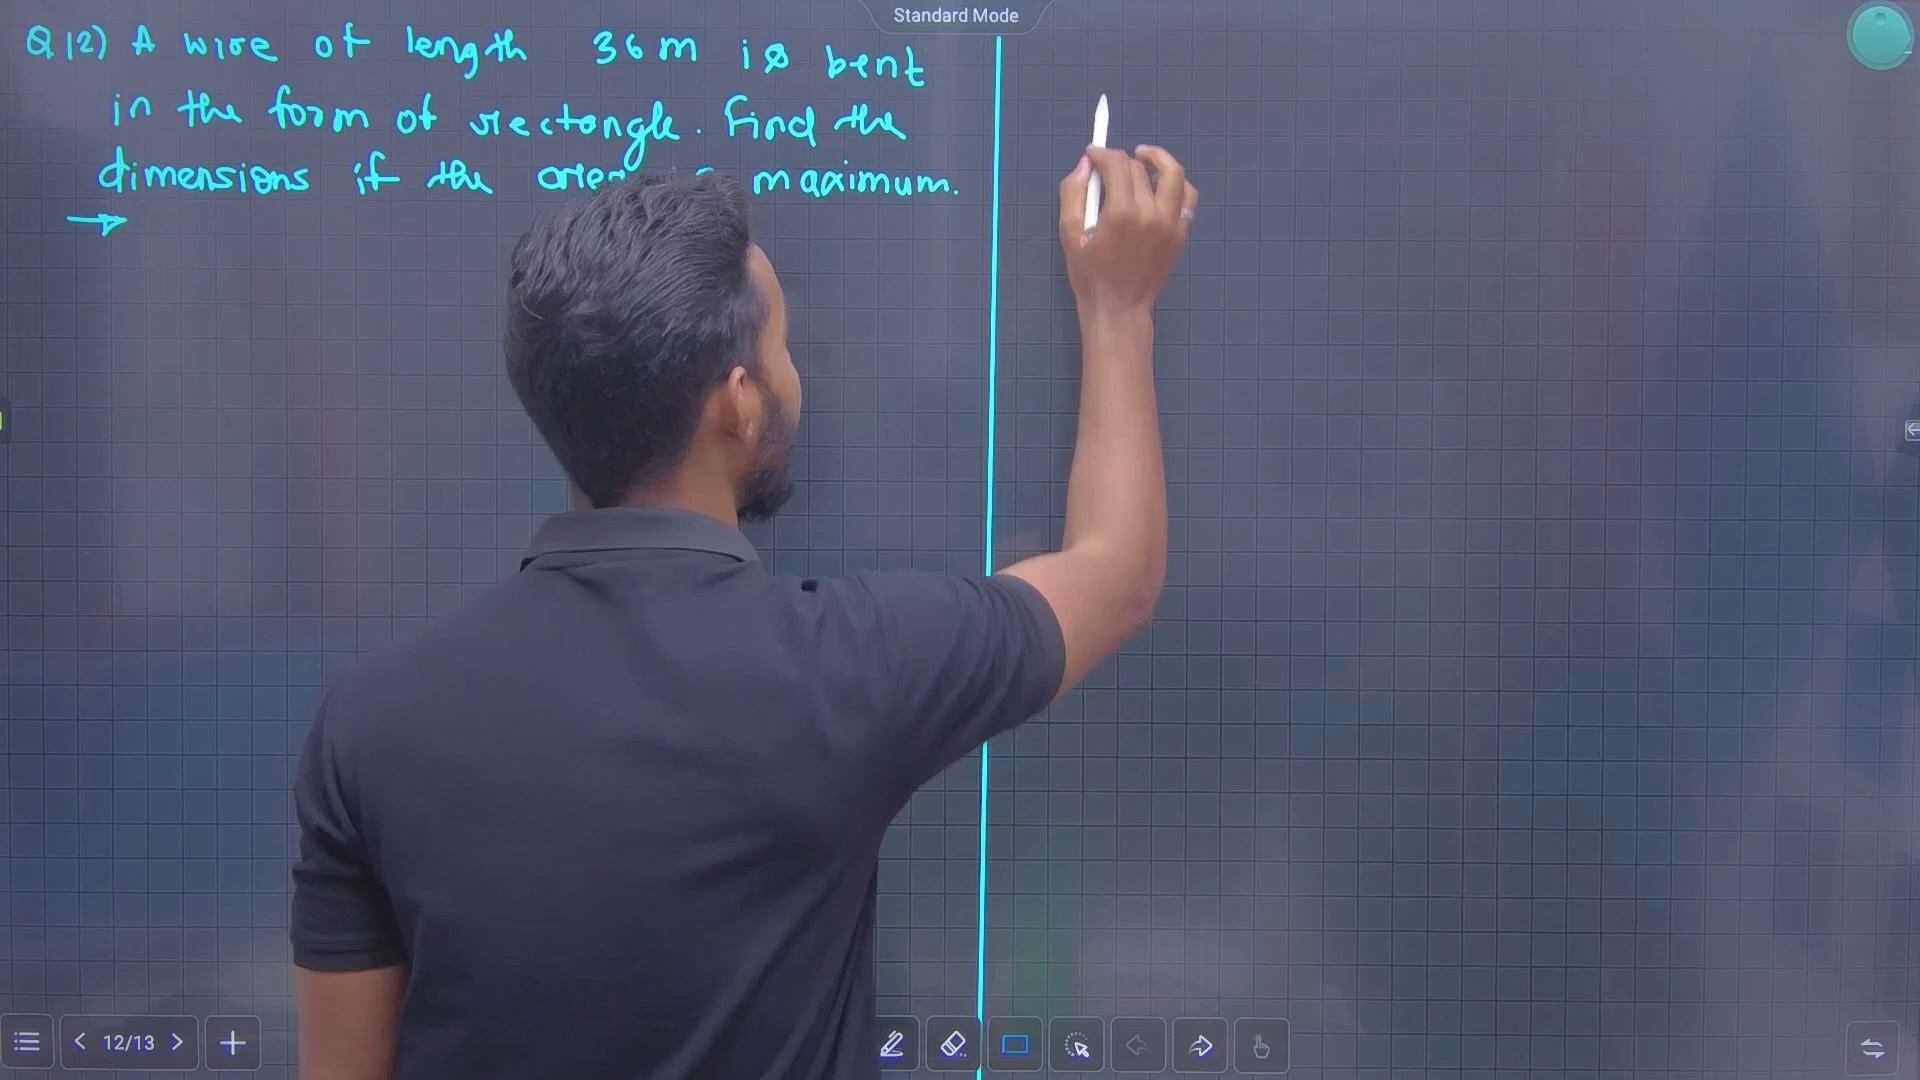 Standard Mode
Q 12) A wire of length 36 m is bent
in the form of rectangle. Find the
dimensions if the maximum.
12/13